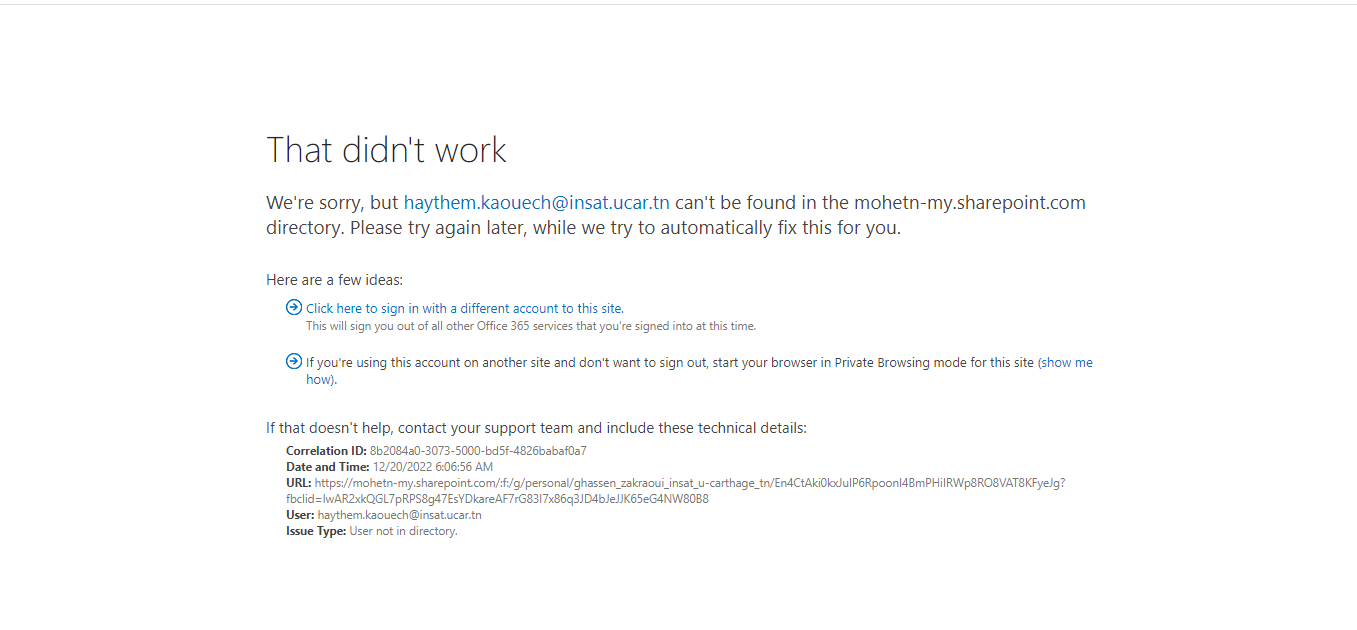 That didn't work
We're sorry, but haythem.kaouech@insat.ucar.tn can't be found in the mohetn-my.sharepoint.com
directory. Please try again later, while we try to automatically fix this for you.
Here are a few ideas:
Click here to sign in with a different account to this site.
This will sign you out of all other Office 365 services that you're signed into at this time.
If you're using this account on another site and don't want to sign out, start your browser in Private Browsing mode for this site (show me
how).
If that doesn't help, contact your support team and include these technical details:
Correlation ID: 8b2084a0-3073-5000-bd5f-4826babaf0a7
Date and Time: 12/20/2022 6:06:56 AM
URL: https://mohetn-my.sharepoint.com/:f:/g/personal/ghassen_zakraoui_insat_u-carthage_tn/En4CtAki0kxJulP6RpoonI4BmPHilRWp8RO8VAT8KFyeJg?
fbclid=IwAR2xkQGL7pRPS8g47EsYDkareAF7rG83I7x86q3JD4bJeJJK65eG4NW80B8
User: haythem.kaouech@insat.ucar.tn
Issue Type: User not in directory.